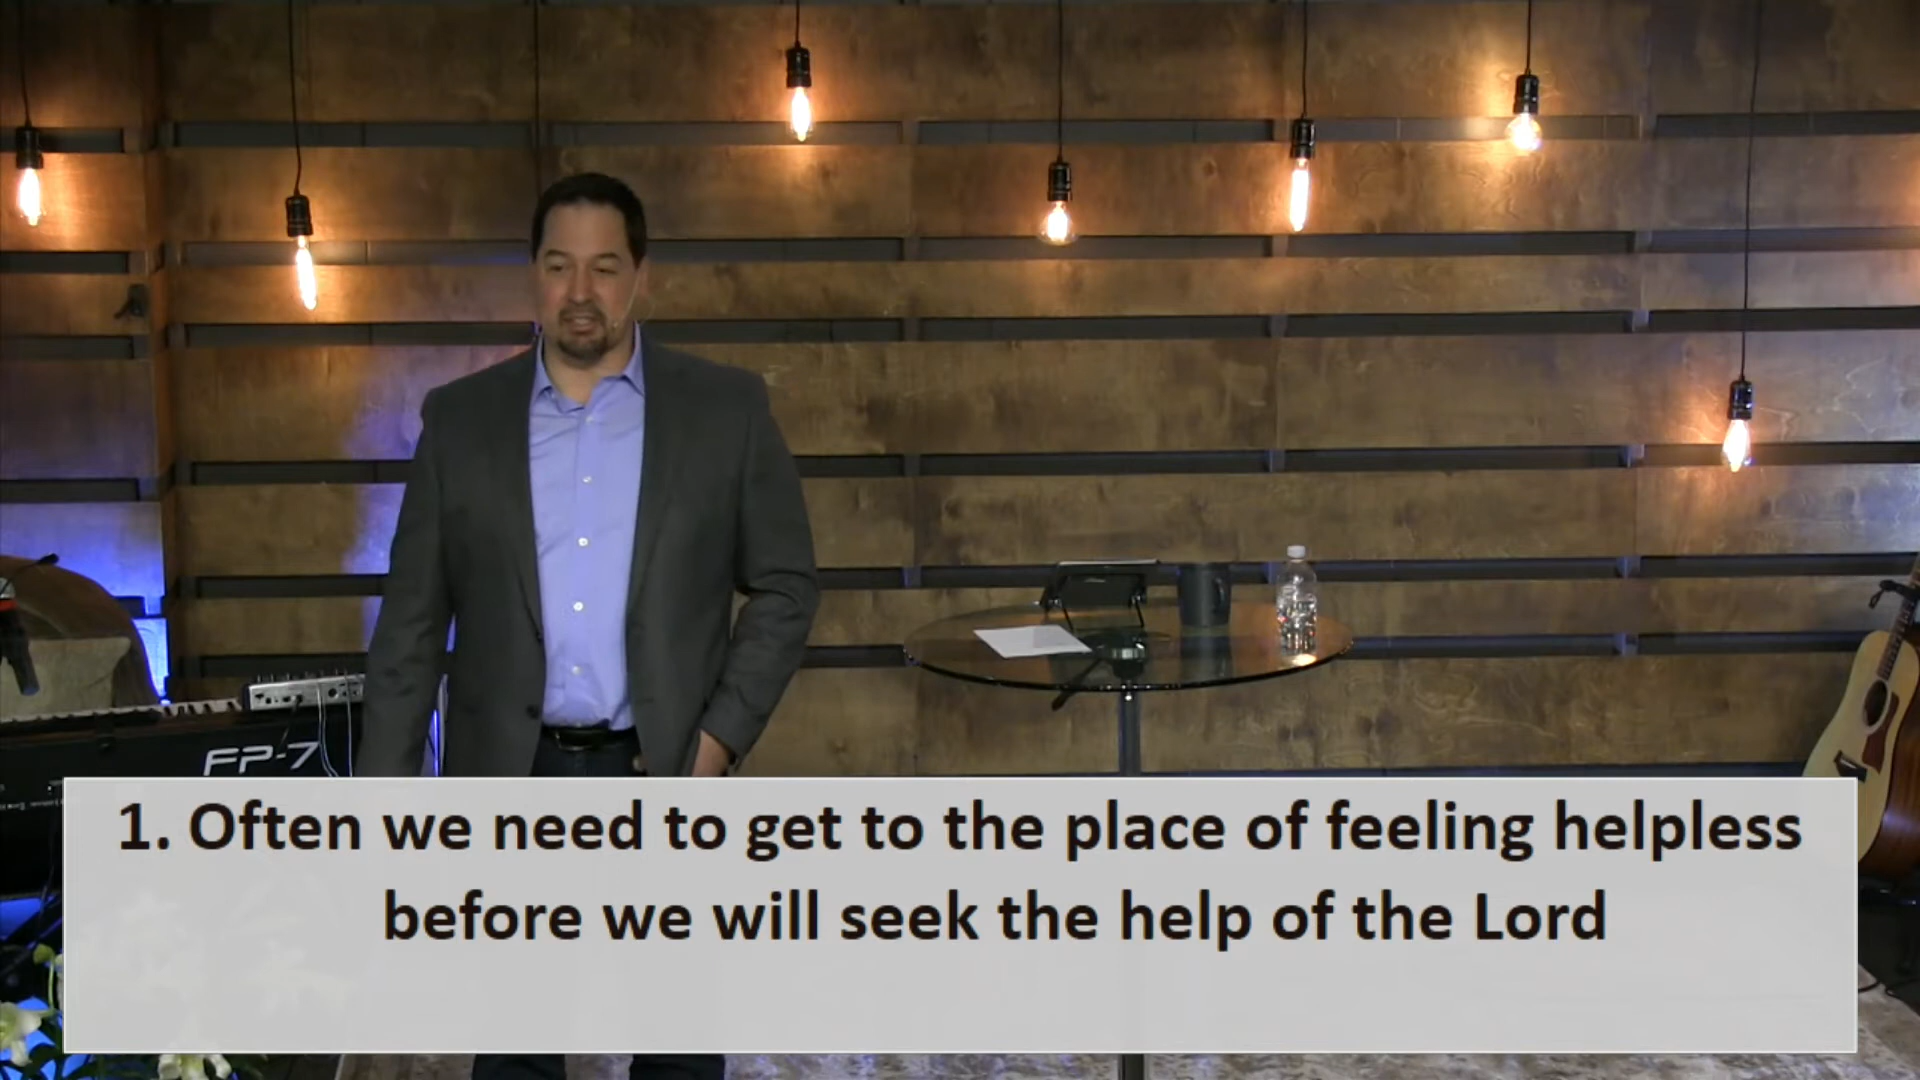 FP-7
1. Often we need to get to the place of feeling helpless
before we will seek the help of the Lord